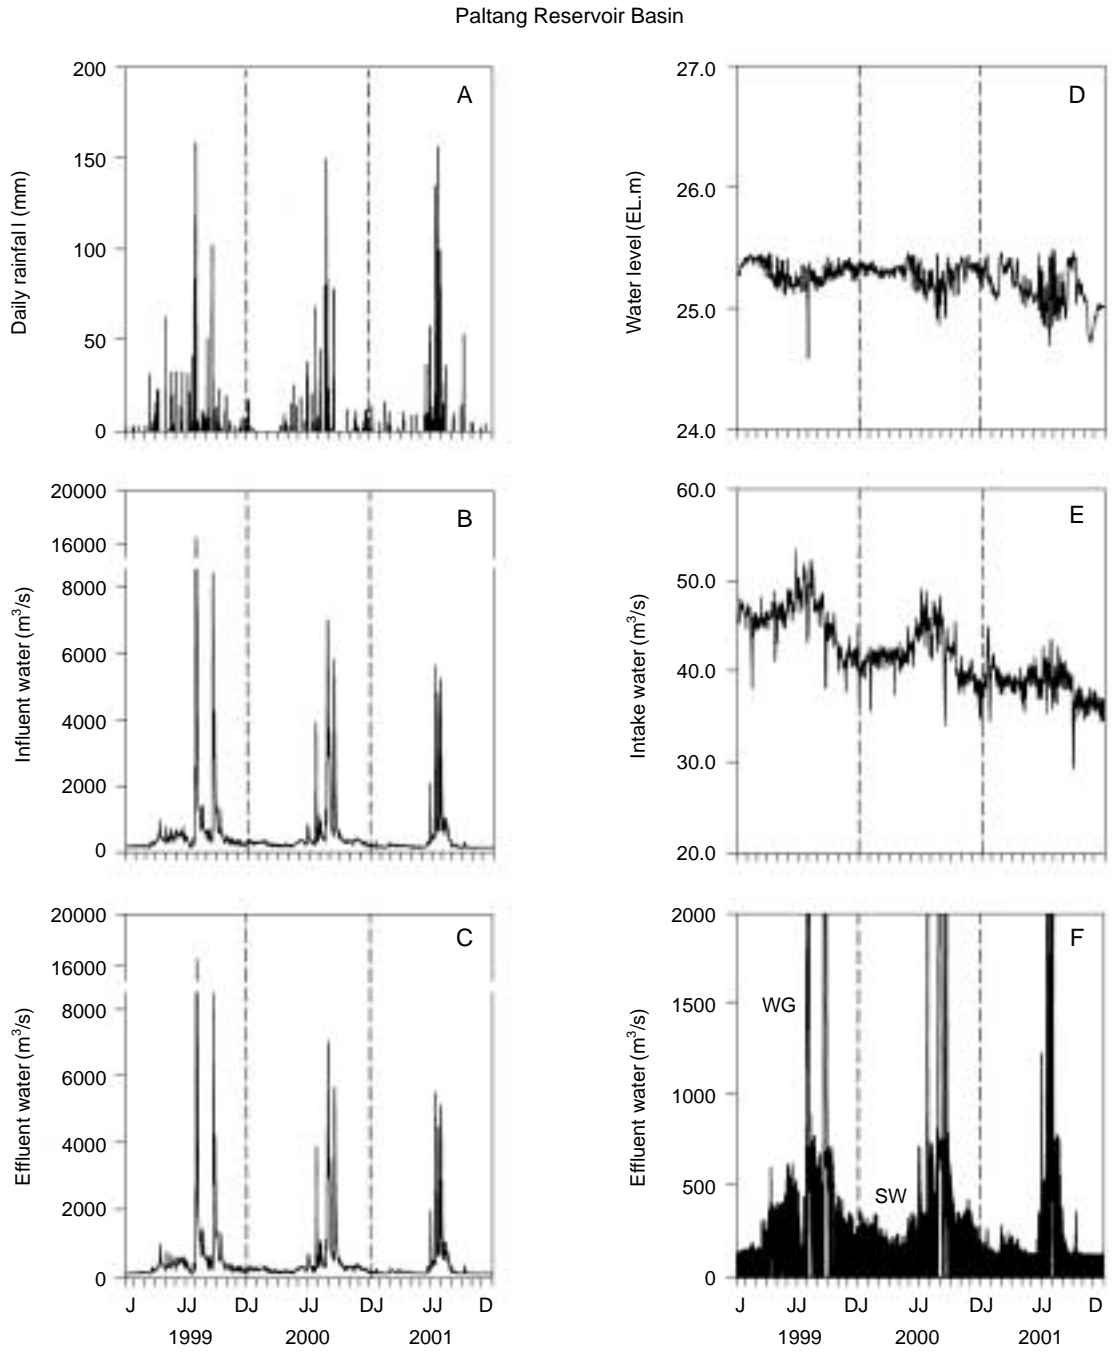 Paltang Reservoir Basin
A
Daily rainfal l (mm)
200
150
100
50
0
D
Water level (EL.m)
27.0
26.0
25.0
24.0
B
Influent water (m³/s)
20000
16000
8000
6000
4000
2000
0
E
Intake water (m³/s)
60.0
50.0
40.0
30.0
20.0
C
Effluent water (m³/s)
20000
16000
8000
6000
4000
2000
0
J JJ DJ JJ DJ JJ D
1999 2000 2001
F
WG
SW
Effluent water (m³/s)
2000
1500
1000
500
0
J JJ DJ JJ DJ JJ D
1999 2000 2001